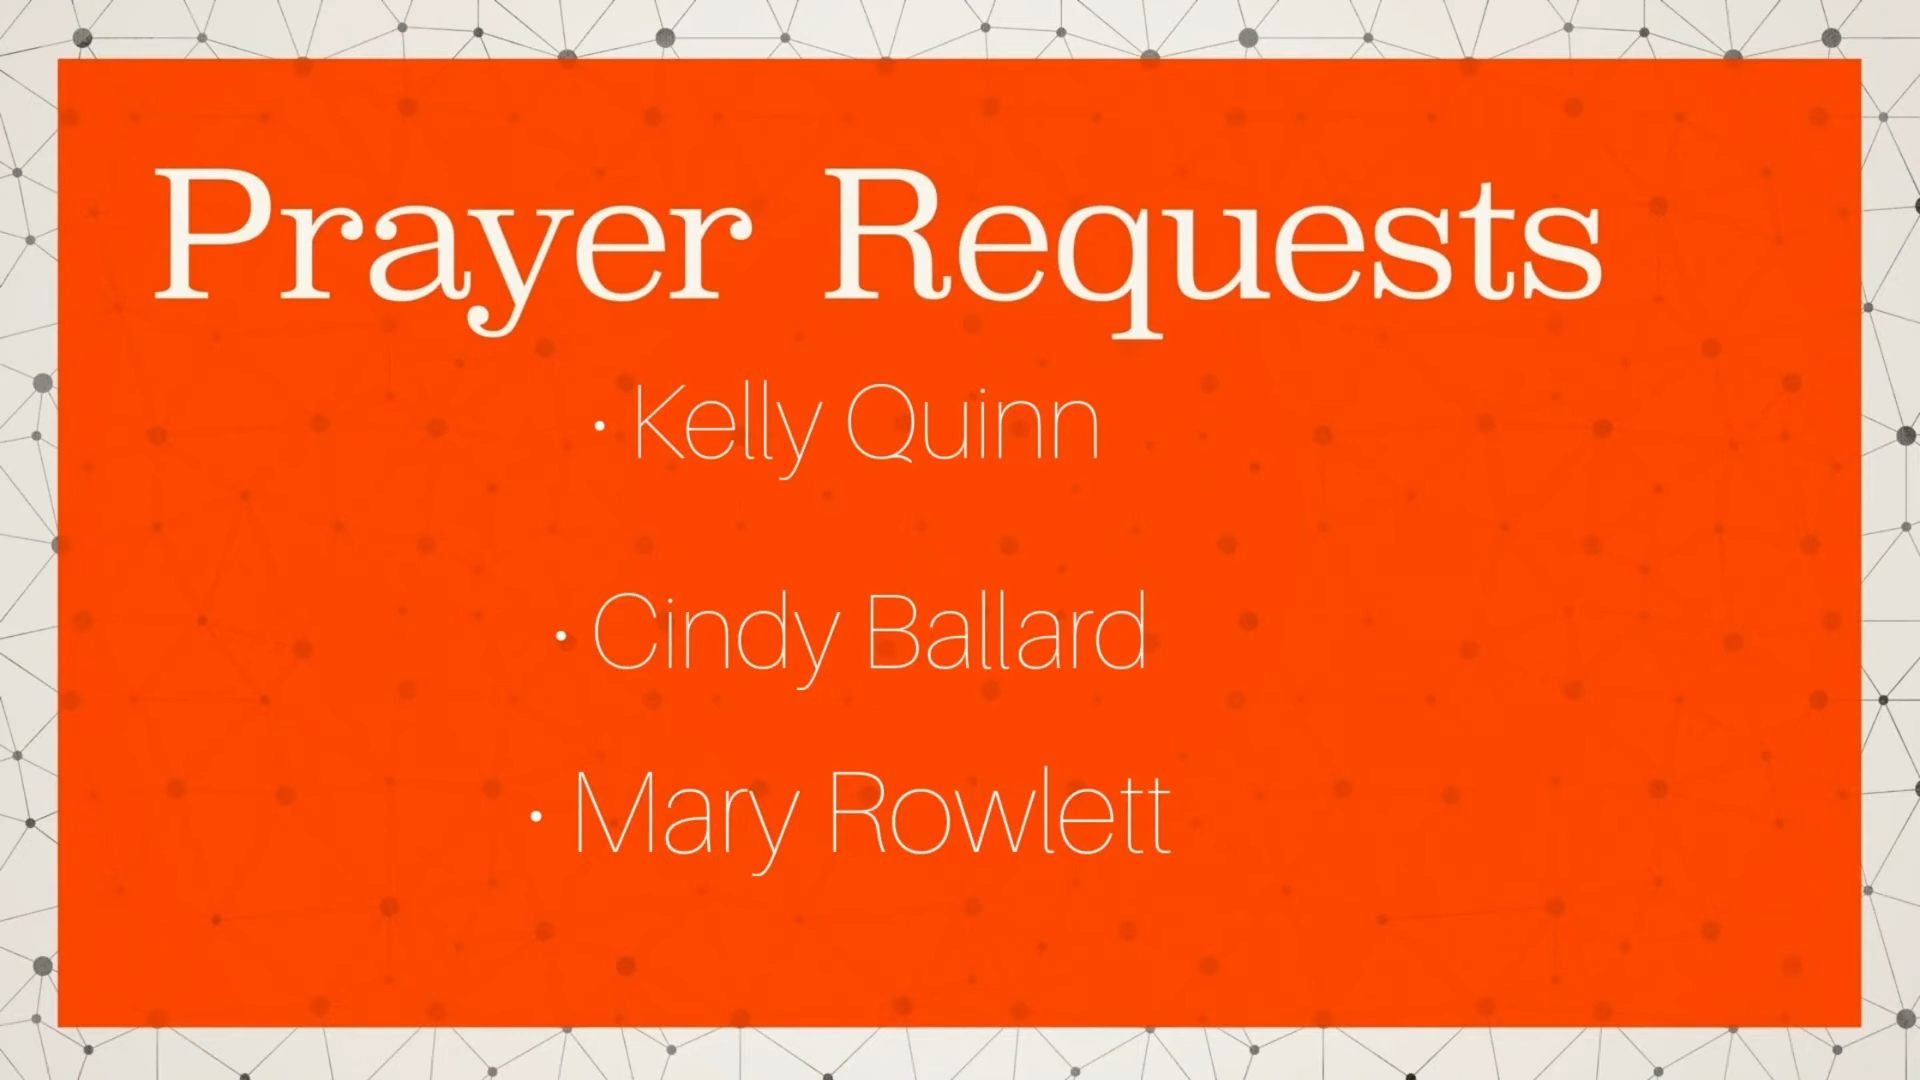 Prayer Requests
• Kelly Quinn
• Cindy Ballard
• Mary Rowlett